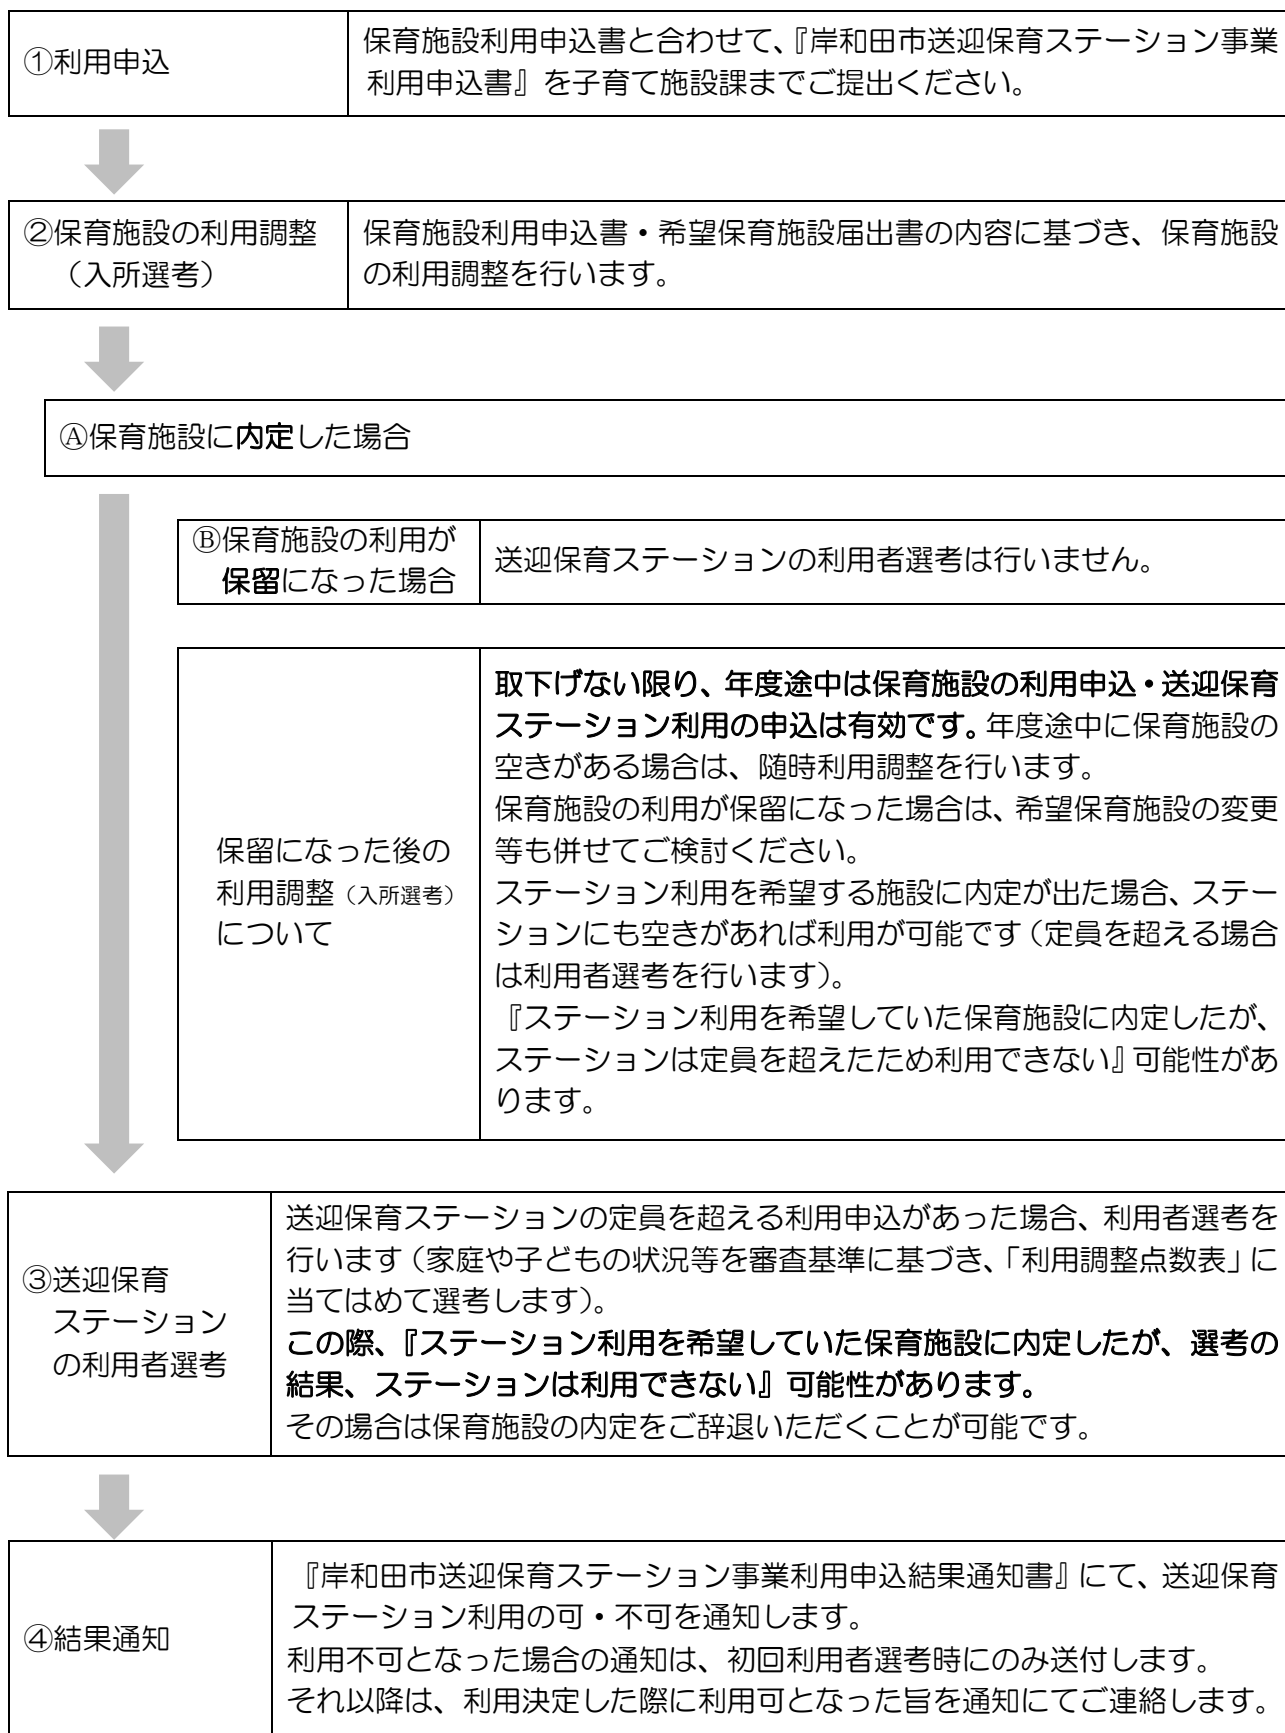 ①利用申込
保育施設利用申込書と合わせて、『岸和田市送迎保育ステーション事業
利用申込書』を子育て施設課までご提出ください。
②保育施設の利用調整
（入所選考）
保育施設利用申込書・希望保育施設届出書の内容に基づき、保育施設
の利用調整を行います。
Ⓐ保育施設に内定した場合
Ⓑ保育施設の利用が
保留になった場合
送迎保育ステーションの利用者選考は行いません。
保留になった後の
利用調整（入所選考）
について
取下げない限り、年度途中は保育施設の利用申込・送迎保育
ステーション利用の申込は有効です。年度途中に保育施設の
空きがある場合は、随時利用調整を行います。
保育施設の利用が保留になった場合は、希望保育施設の変更
等も併せてご検討ください。
ステーション利用を希望する施設に内定が出た場合、ステー
ションにも空きがあれば利用が可能です（定員を超える場合
は利用者選考を行います）。
『ステーション利用を希望していた保育施設に内定したが、
ステーションは定員を超えたため利用できない』可能性があ
ります。
③送迎保育
ステーション
の利用者選考
送迎保育ステーションの定員を超える利用申込があった場合、利用者選考を
行います（家庭や子どもの状況等を審査基準に基づき、「利用調整点数表」に
当てはめて選考します）。
この際、『ステーション利用を希望していた保育施設に内定したが、選考の
結果、ステーションは利用できない』可能性があります。
その場合は保育施設の内定をご辞退いただくことが可能です。
④結果通知
『岸和田市送迎保育ステーション事業利用申込結果通知書』にて、送迎保育
ステーション利用の可・不可を通知します。
利用不可となった場合の通知は、初回利用者選考時にのみ送付します。
それ以降は、利用決定した際に利用可となった旨を通知にてご連絡します。